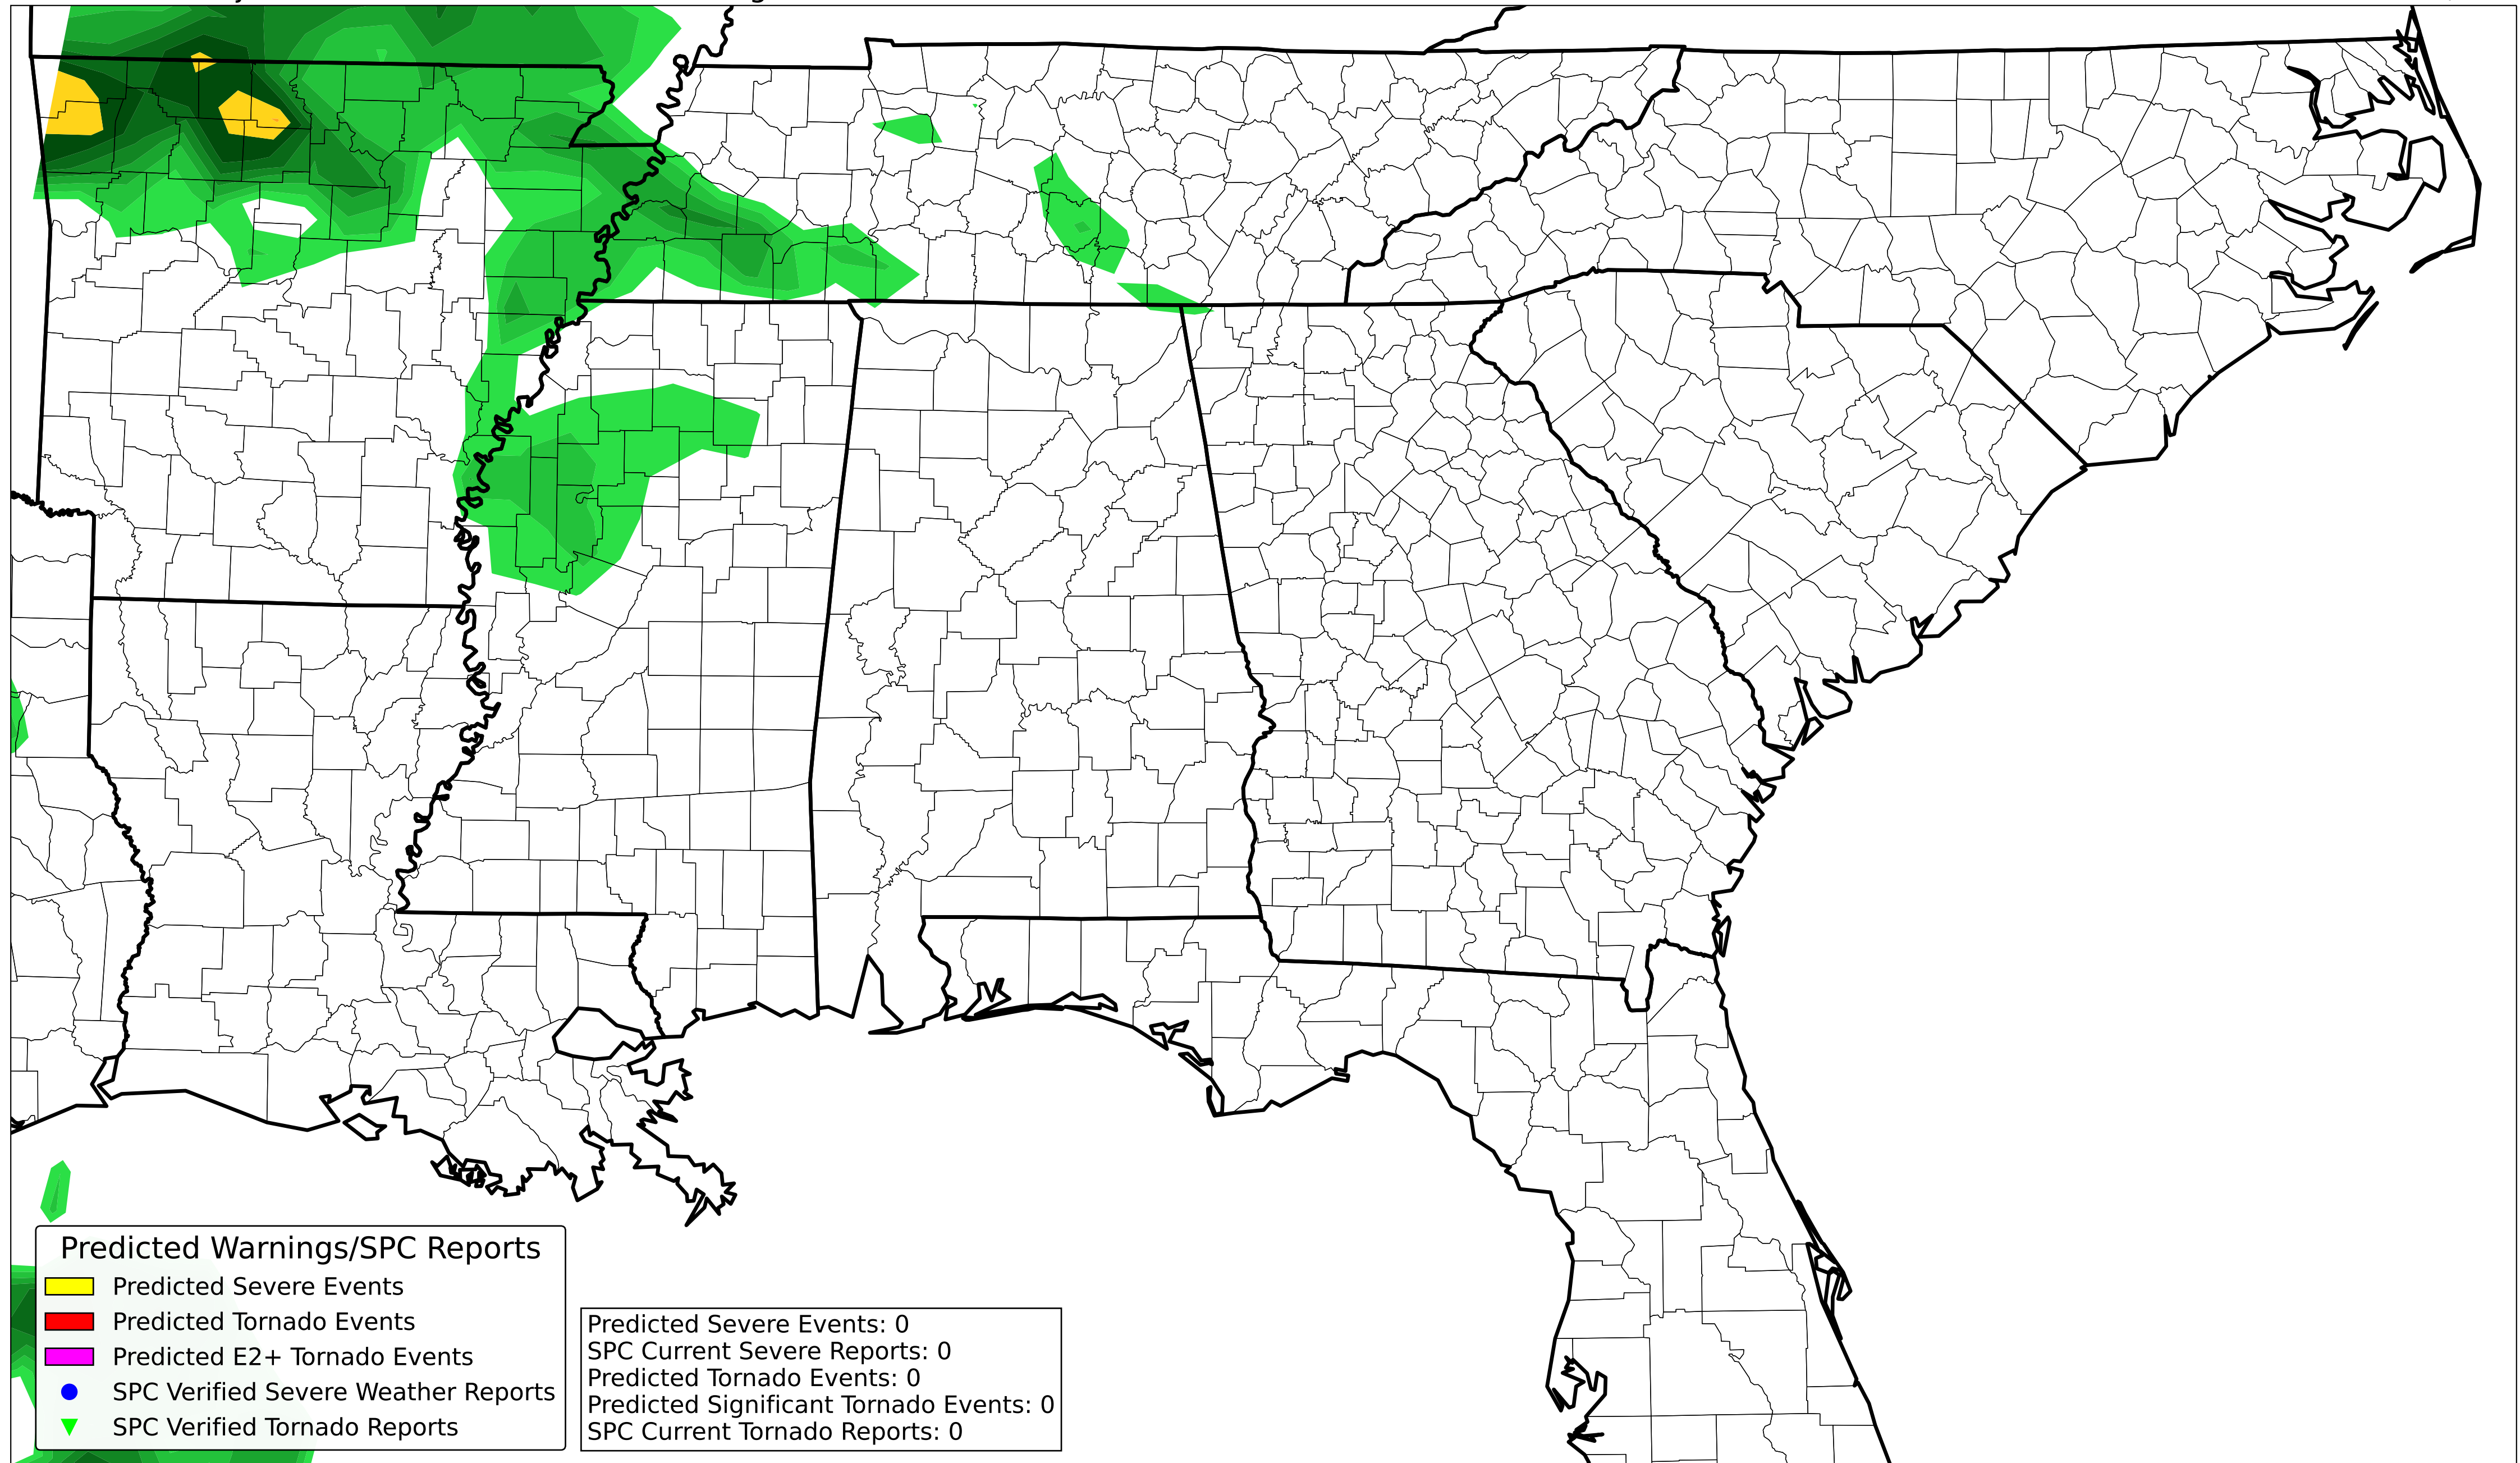 Predicted Warnings/SPC Reports
Predicted Severe Events
Predicted Tornado Events
Predicted E2+ Tornado Events
SPC Verified Severe Weather Reports
SPC Verified Tornado Reports
Predicted Severe Events: 0
SPC Current Severe Reports: 0
Predicted Tornado Events: 0
Predicted Significant Tornado Events: 0
SPC Current Tornado Reports: 0